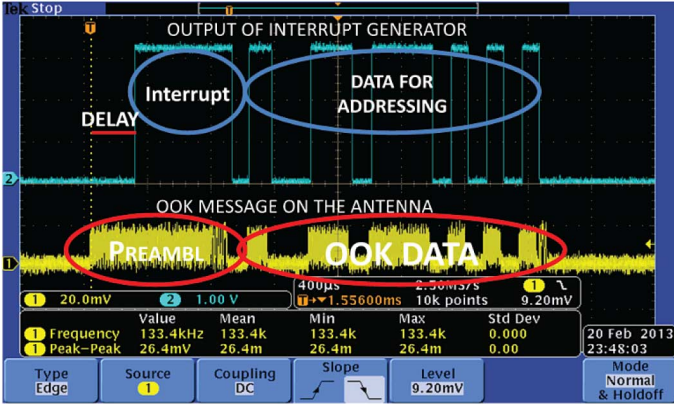 Tek Stop
T
OUTPUT OF INTERRUPT GENERATOR
Interrupt
DATA FOR
ADDRESSING
DELAY
2
OOK MESSAGE ON THE ANTENNA
PREAMBL
OOK DATA
1
1 20.0mV 2 1.00 V
400µs 2.50MS/s 1
T→▼1.55600ms 10k points 9.20mV
Value Mean Min Max Std Dev
1 Frequency 133.4kHz 133.4k 133.4k 133.4k 0.000
1 Peak-Peak 26.4mV 26.4m 26.4m 26.4m 0.00
20 Feb 2013
23:48:03
Type
Edge
Source
1
Coupling
DC
Slope
Level
9.20mV
Mode
Normal
& Holdoff